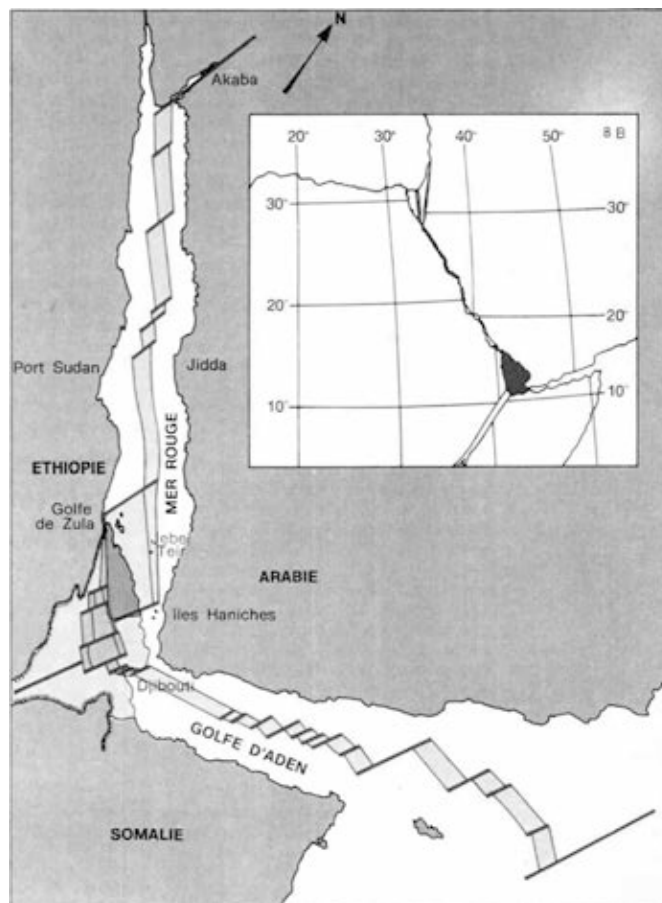 N
Akaba
20°
30°
40°
50°
8 B.
30°
30°
20°
20°
10°
10°
Port Sudan
Jidda
MER ROUGE
ETHIOPIE
Golfe
de Zula
Jebel
Teir
ARABIE
Iles Haniches
Djibouti
GOLFE D'ADEN
SOMALIE